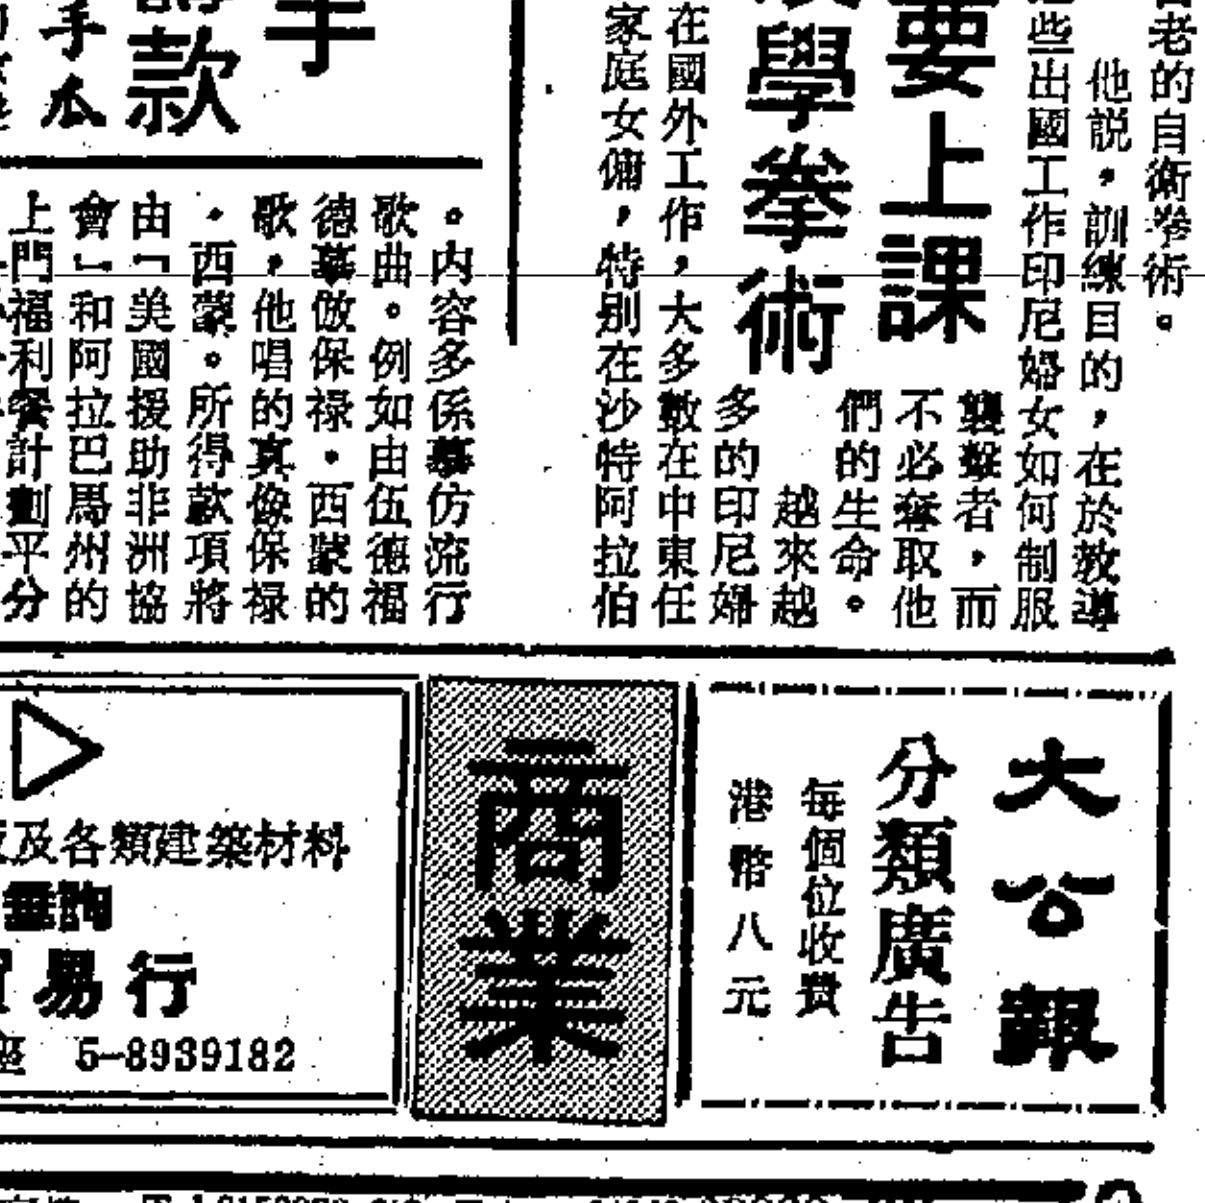 老的自衛拳術。
他説，訓練目的，在於教導
些出國工作印尼婦女如何制服
襲擊者，而
不必奪取他
們的生命。
越來越
多的印尼婦
在國外工作，大多數在中東任
家庭女傭，特別在沙特阿拉伯
要上課
學拳術
手
款
手瓜
。內容多係摹仿流行
歌曲。例如由伍德福
德摹倣保祿・西蒙的
歌，他唱的真像保祿
・西蒙。所得款項將
由「美國援助非洲協
會」和阿拉巴馬州的
上門福利餐計劃平分
大公報
分類廣告
每個位收費
港幣八元
商業
及各類建築材料
垂詢
易行
5-8939182